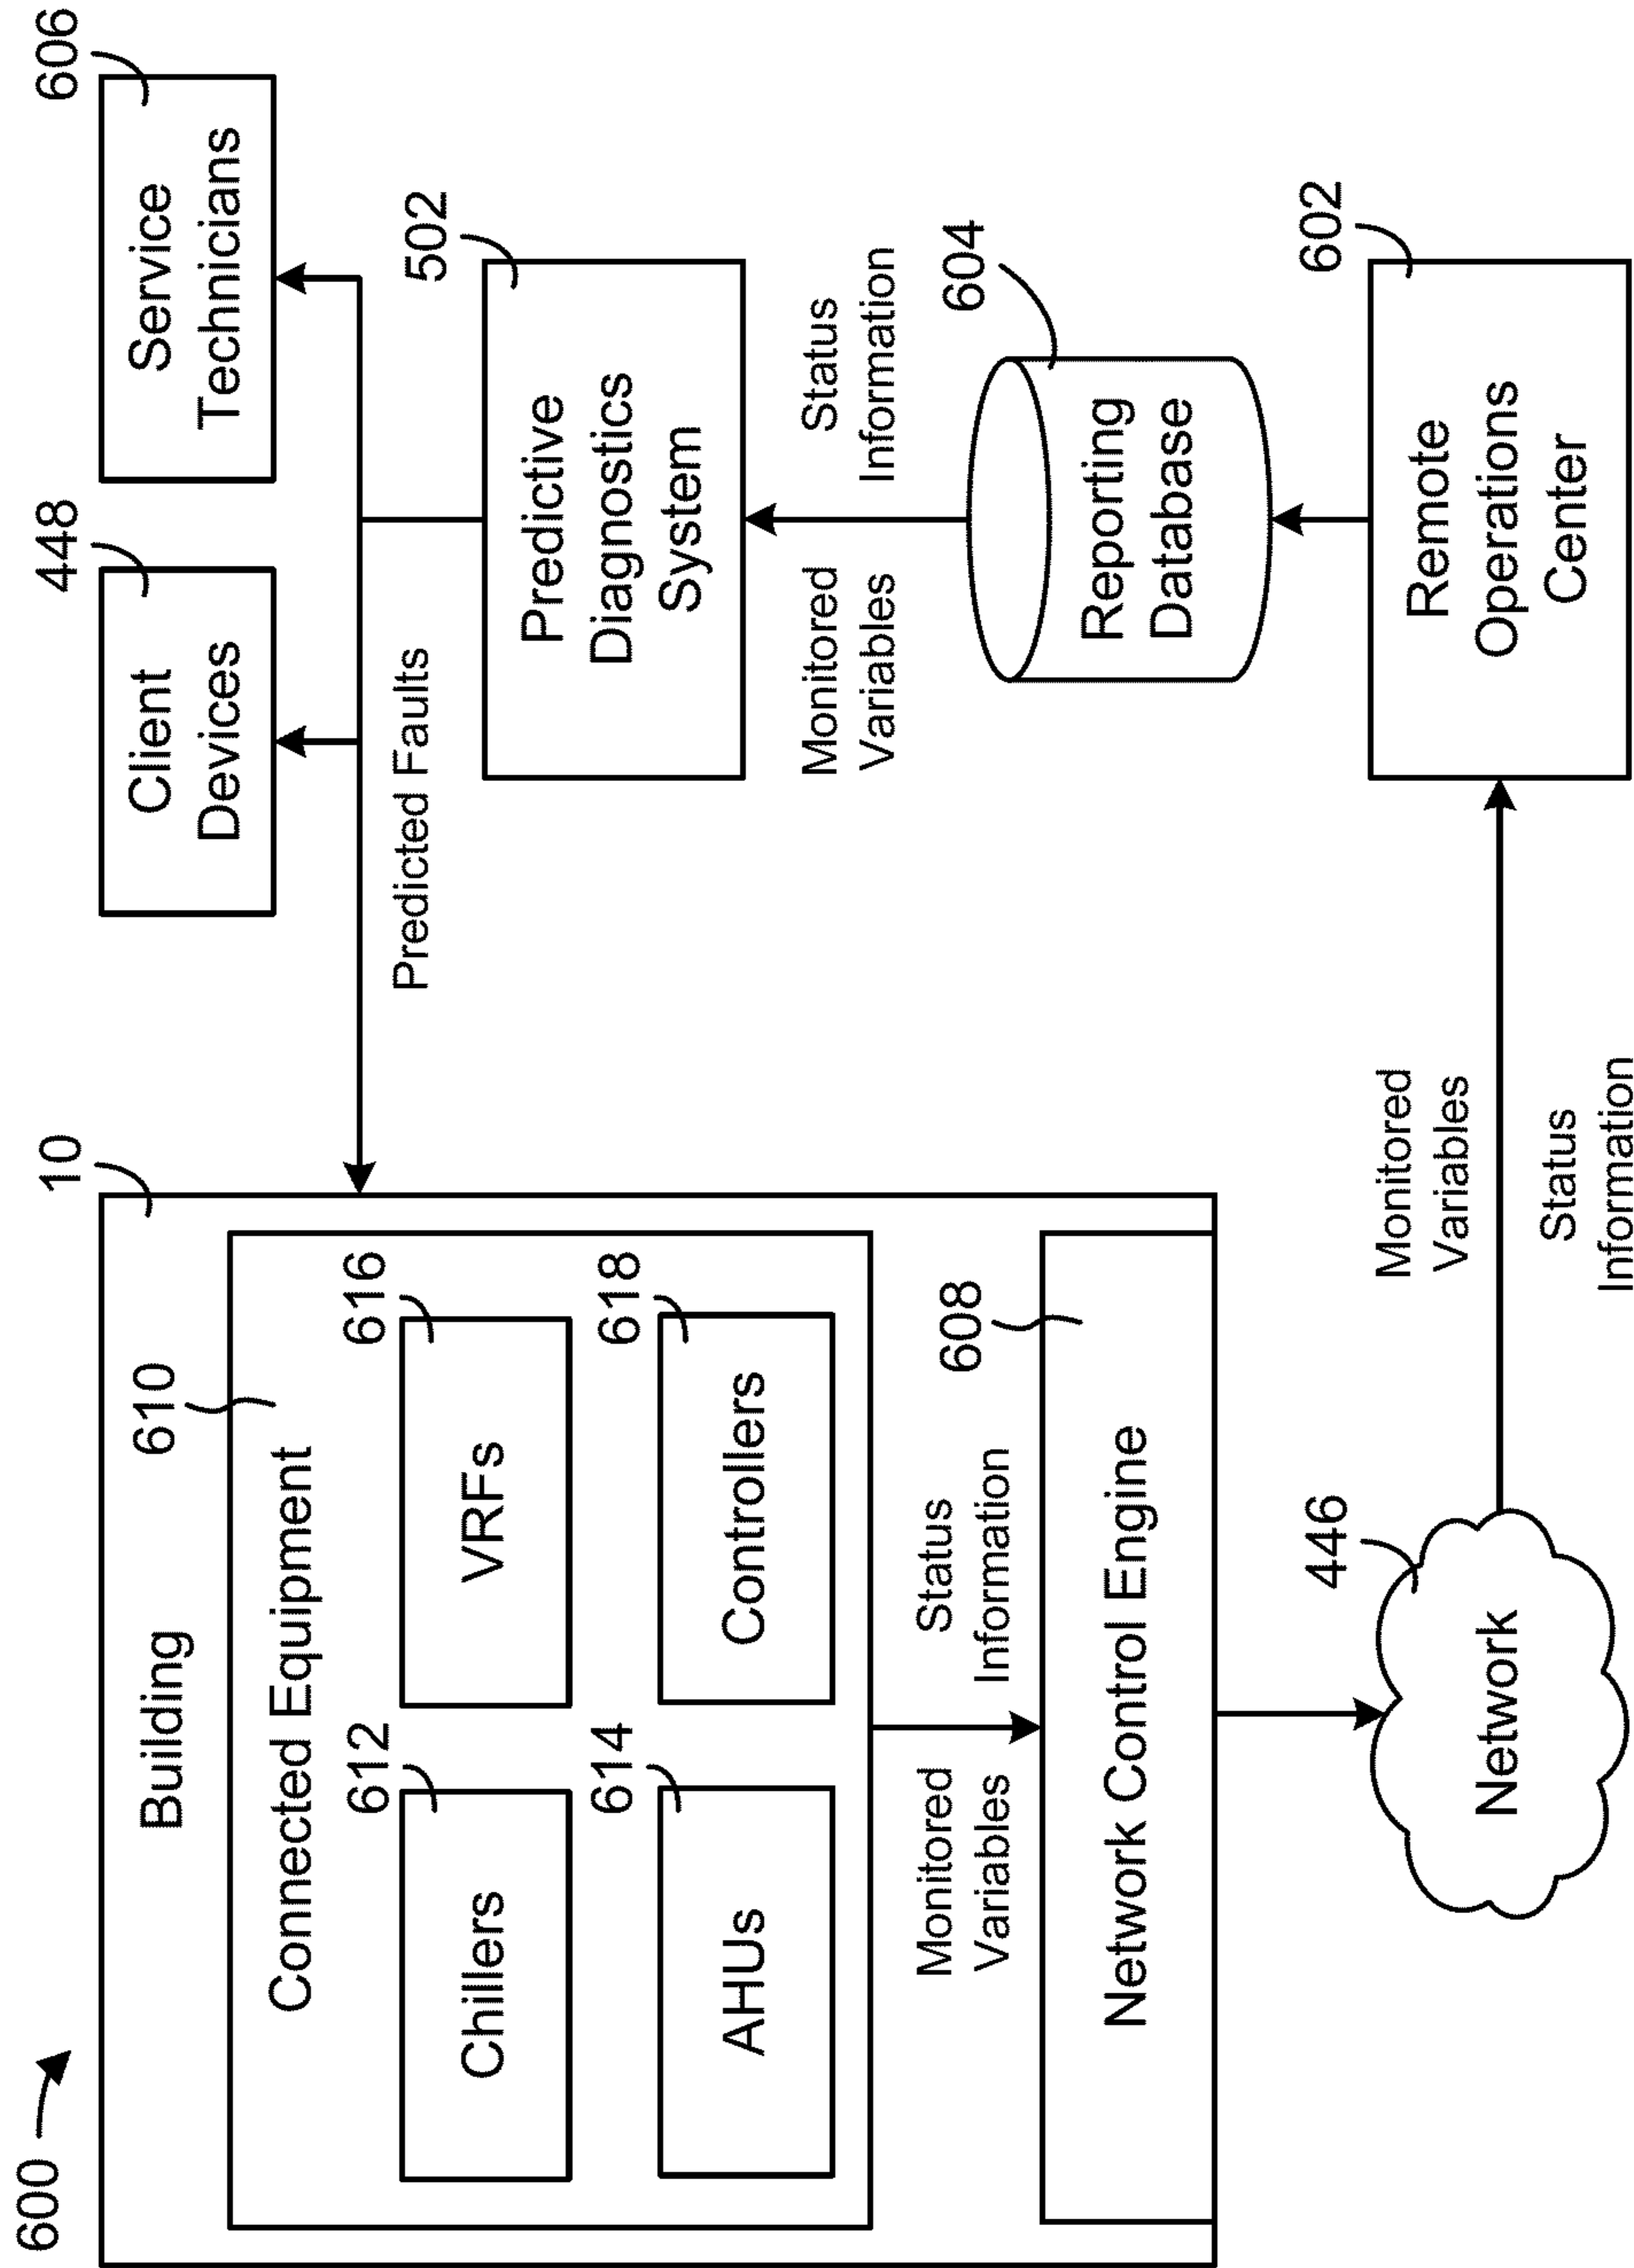 600
Building
10
Connected Equipment
610
Chillers
612
VRFs
616
AHUs
614
Controllers
618
Monitored
Variables
Status
Information
Network Control Engine
608
Network
446
Monitored
Variables
Status
Information
Remote
Operations
Center
602
Reporting
Database
604
Monitored
Variables
Status
Information
Predictive
Diagnostics
System
502
Predicted Faults
Client
Devices
448
Service
Technicians
606